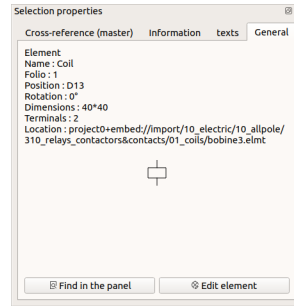 Selection properties
Cross-reference (master) Information texts General
Element
Name : Coil
Folio : 1
Position : D13
Rotation : 0°
Dimensions : 40*40
Terminals : 2
Location : project0+embed://import/10_electric/10_allpole/
310_relays_contactors&contacts/01_coils/bobine3.elmt
Find in the panel Edit element